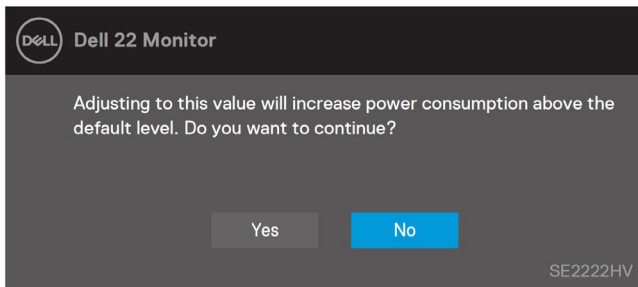 DELL Dell 22 Monitor
Adjusting to this value will increase power consumption above the
default level. Do you want to continue?
Yes No
SE2222HV